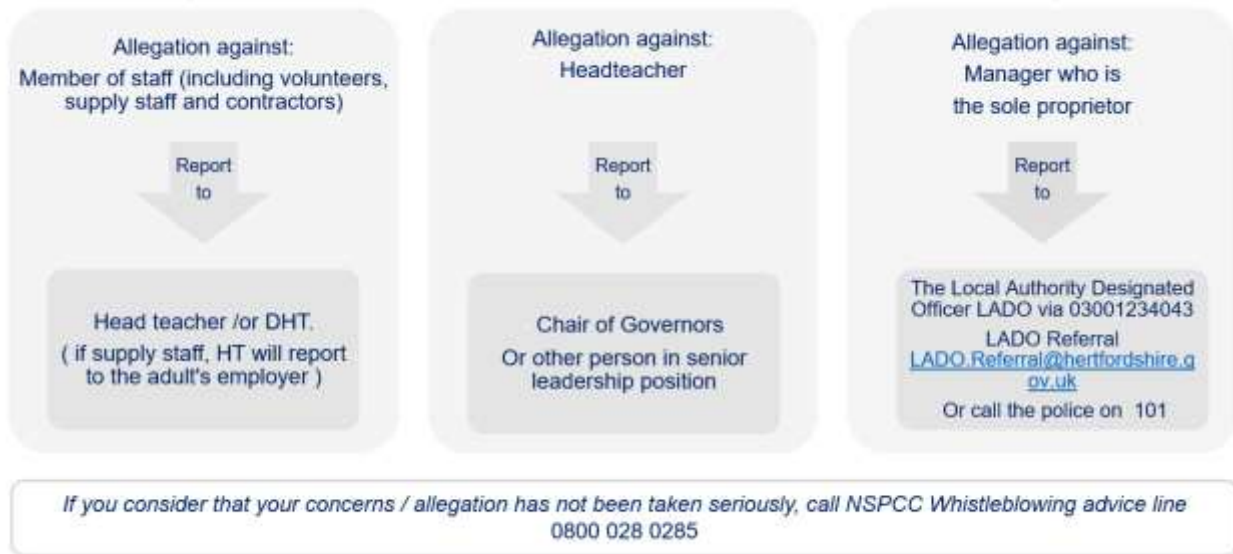 Allegation against:
Member of staff (including volunteers,
supply staff and contractors)
Report
to
Head teacher /or DHT.
( if supply staff, HT will report
to the adult's employer )
Allegation against:
Headteacher
Report
to
Chair of Governors
Or other person in senior
leadership position
Allegation against:
Manager who is
the sole proprietor
Report
to
The Local Authority Designated
Officer LADO via 03001234043
LADO Referral
LADO.Referral@hertfordshire.g
ov.uk
Or call the police on 101
If you consider that your concerns / allegation has not been taken seriously, call NSPCC Whistleblowing advice line
0800 028 0285